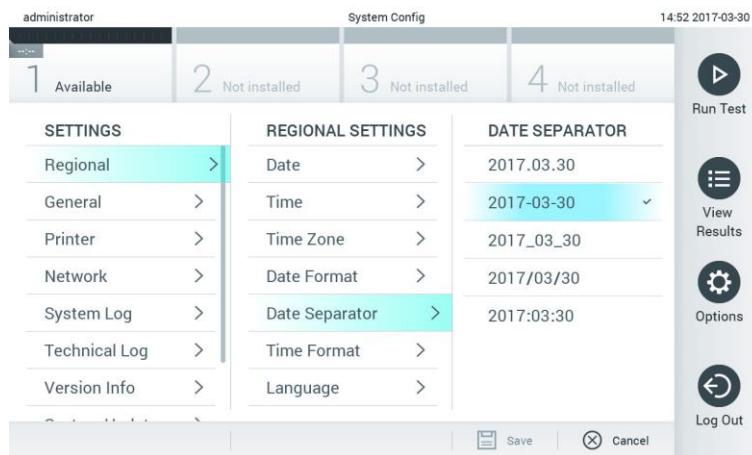 administrator System Config 14:52 2017-03-30
--:--
1 Available 2 Not installed 3 Not installed 4 Not installed
Run Test
SETTINGS REGIONAL SETTINGS DATE SEPARATOR
Regional > Date > 2017.03.30
General > Time > 2017-03-30
View Results
Printer > Time Zone > 2017_03_30
Network > Date Format > 2017/03/30
System Log > Date Separator > 2017:03:30
Options
Technical Log > Time Format >
Version Info > Language >
Log Out
Save Cancel